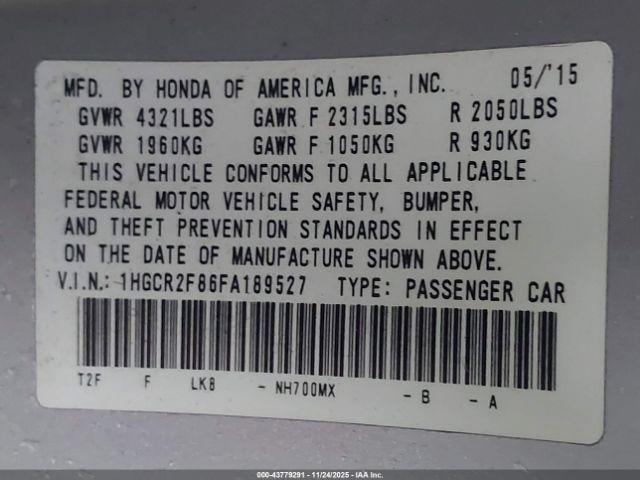 MFD. BY HONDA OF AMERICA MFG., INC. 05/'15
GVWR 4321LBS GAWR F 2315LBS R 2050LBS
GVWR 1960KG GAWR F 1050KG R 930KG
THIS VEHICLE CONFORMS TO ALL APPLICABLE
FEDERAL MOTOR VEHICLE SAFETY, BUMPER,
AND THEFT PREVENTION STANDARDS IN EFFECT
ON THE DATE OF MANUFACTURE SHOWN ABOVE.
V.I.N.: 1HGCR2F86FA189527 TYPE: PASSENGER CAR
T2F F LK8 - NH700MX - B - A
000-43779291 - 11/24/2025 - IAA Inc.